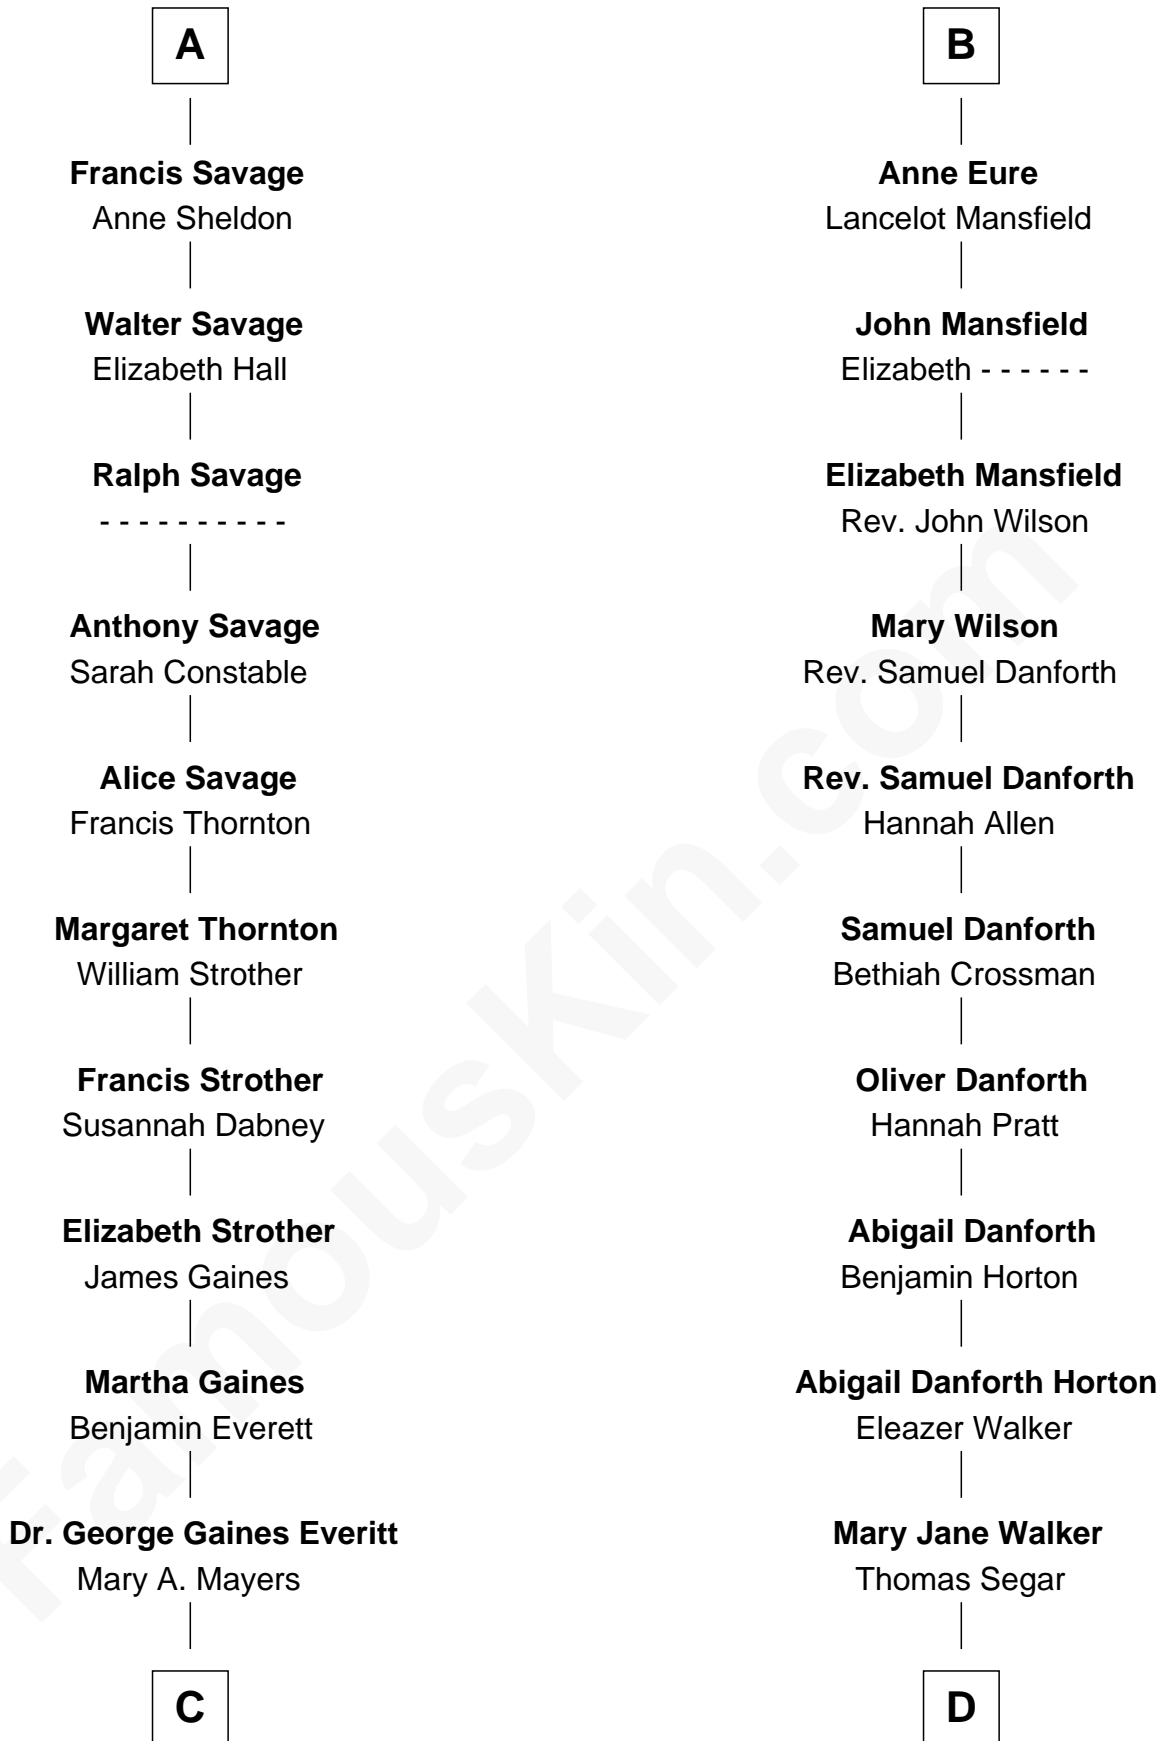 A
Francis Savage
Anne Sheldon
Walter Savage
Elizabeth Hall
Ralph Savage
- - - - - - - - - -
Anthony Savage
Sarah Constable
Alice Savage
Francis Thornton
Margaret Thornton
William Strother
Francis Strother
Susannah Dabney
Elizabeth Strother
James Gaines
Martha Gaines
Benjamin Everett
Dr. George Gaines Everitt
Mary A. Mayers
C
B
Anne Eure
Lancelot Mansfield
John Mansfield
Elizabeth - - - - - -
Elizabeth Mansfield
Rev. John Wilson
Mary Wilson
Rev. Samuel Danforth
Rev. Samuel Danforth
Hannah Allen
Samuel Danforth
Bethiah Crossman
Oliver Danforth
Hannah Pratt
Abigail Danforth
Benjamin Horton
Abigail Danforth Horton
Eleazer Walker
Mary Jane Walker
Thomas Segar
D
FamousKin.com